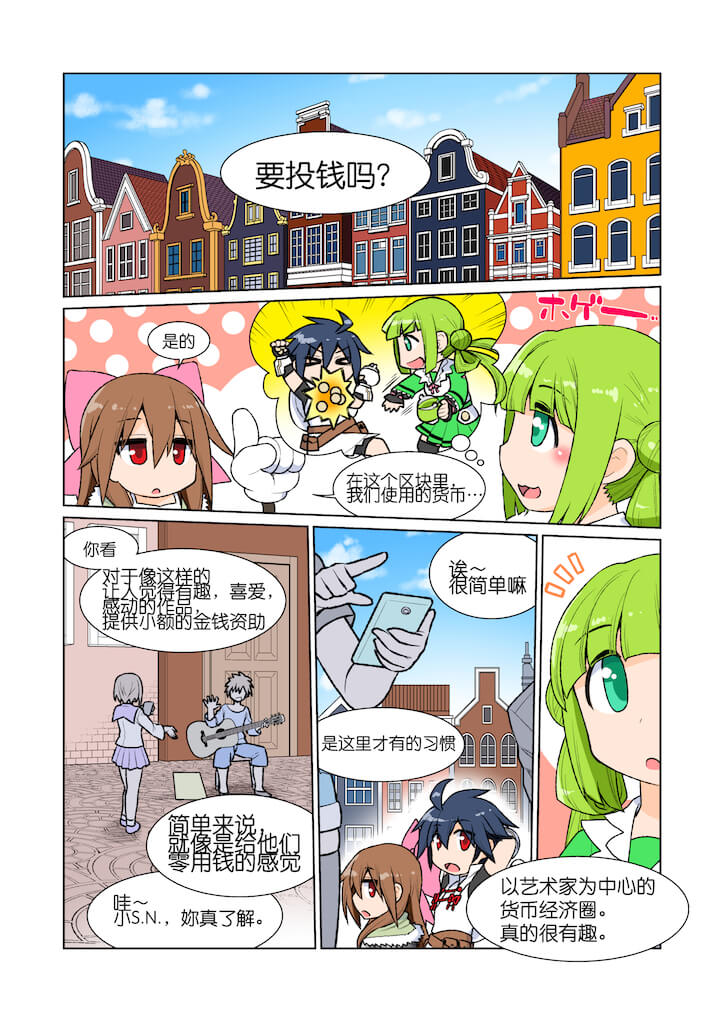 要投钱吗?
ホゲー
是的
在这个区块里
我们使用的货币…
你看
对于像这样的
让人觉得有趣，喜爱，
感动的作品，
提供小额的金钱资助
简单来说，
就像是给他们
零用钱的感觉
哇～
小S.N.，妳真了解。
诶～
很简单嘛
是这里才有的习惯
以艺术家为中心的
货币经济圈。
真的很有趣。